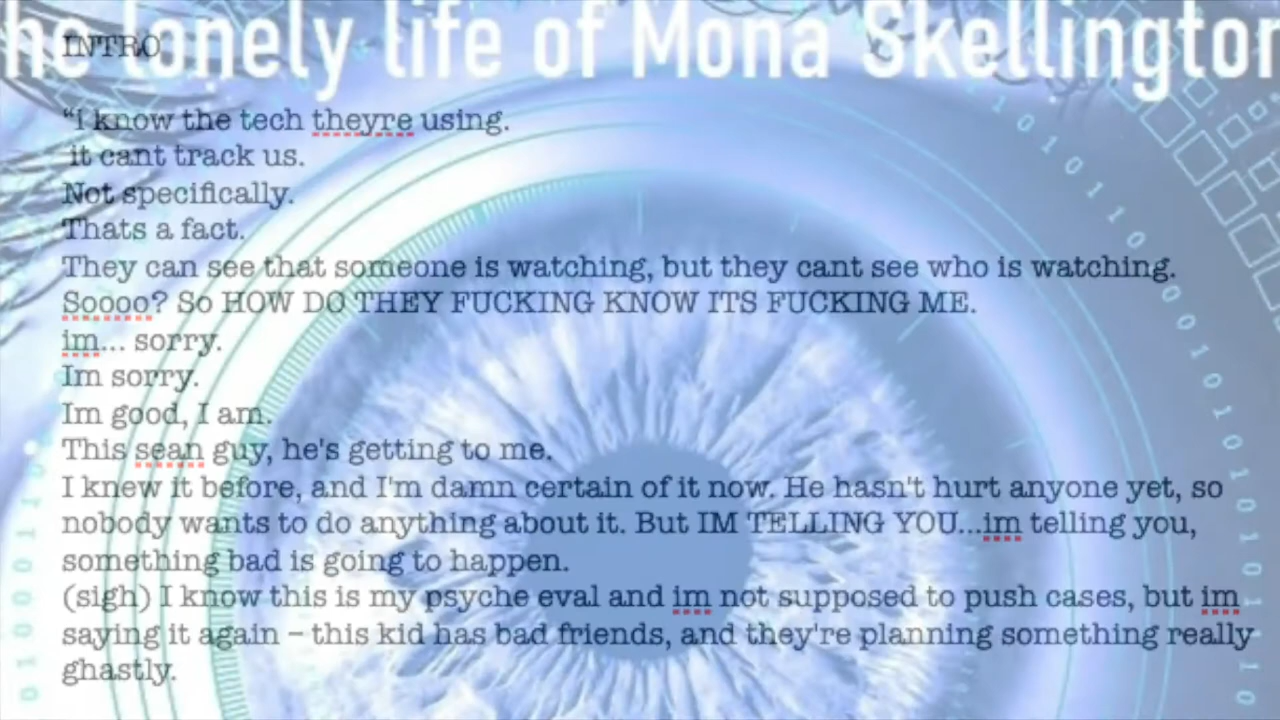 he lonely life of Mona Skellington
INTRO
“I know the tech theyre using.
it cant track us.
Not specifically.
Thats a fact.
They can see that someone is watching, but they cant see who is watching.
Soooo? So HOW DO THEY FUCKING KNOW ITS FUCKING ME.
im... sorry.
Im sorry.
Im good, I am.
This sean guy, he's getting to me.
I knew it before, and I'm damn certain of it now. He hasn't hurt anyone yet, so
nobody wants to do anything about it. But IM TELLING YOU...im telling you,
something bad is going to happen.
(sigh) I know this is my psyche eval and im not supposed to push cases, but im
saying it again – this kid has bad friends, and they're planning something really
ghastly.